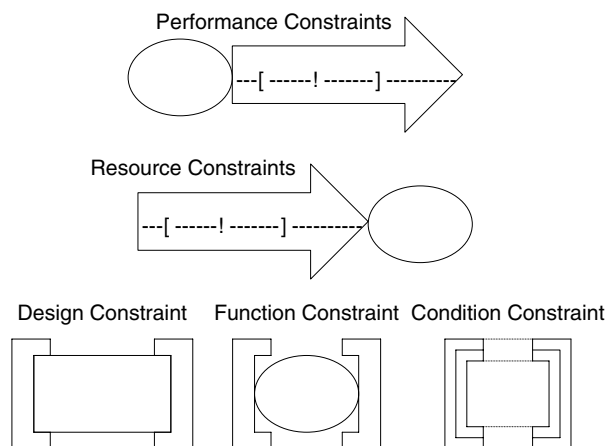 Performance Constraints
---[ ------! -------] -----------
Resource Constraints
---[ ------! -------] -----------
Design Constraint Function Constraint Condition Constraint